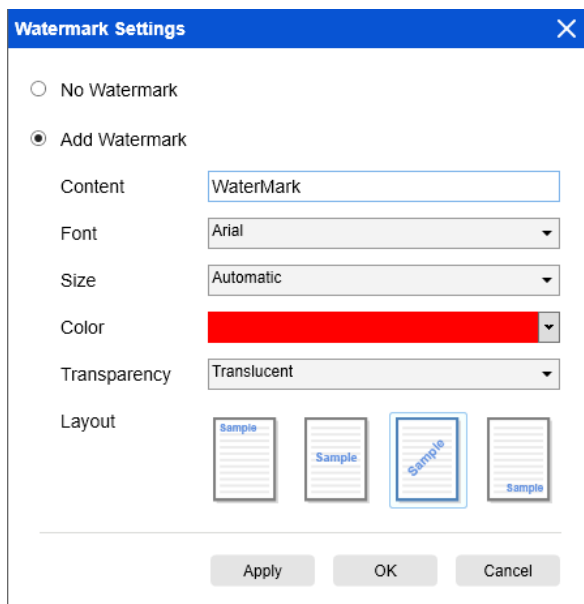 Watermark Settings
No Watermark
Add Watermark
Content WaterMark
Font Arial
Size Automatic
Color
Transparency Translucent
Layout Sample Sample Sample Sample
Apply OK Cancel